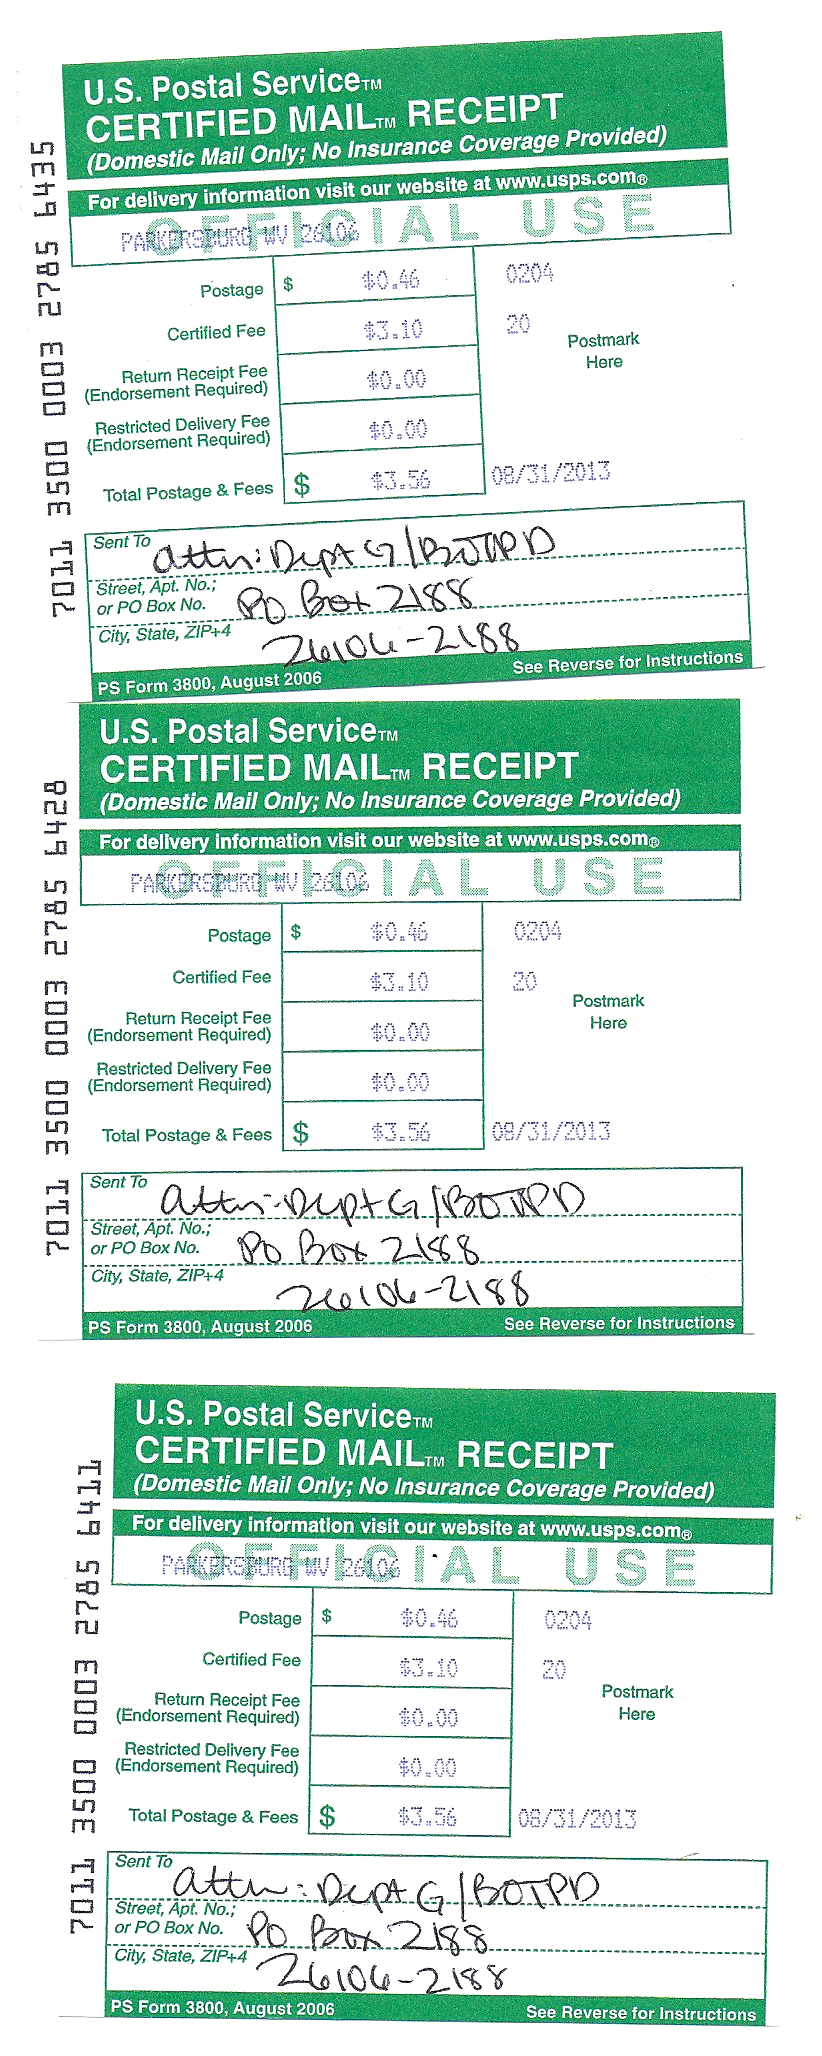 7011 3500 0003 2785 6435
U.S. Postal Service™
CERTIFIED MAIL™ RECEIPT
(Domestic Mail Only; No Insurance Coverage Provided)
For delivery information visit our website at www.usps.com®
OFFICIAL USE
PARKERSBURG WV 26106
Postage $ $0.46 0204
Certified Fee $3.10 20
Postmark
Here
Return Receipt Fee
(Endorsement Required) $0.00
Restricted Delivery Fee
(Endorsement Required) $0.00
Total Postage & Fees $ $3.56 08/31/2013
Sent To Attn: Dept G/BOTPD
Street, Apt. No.;
or PO Box No. PO Box 2188
City, State, ZIP+4 26106-2188
PS Form 3800, August 2006 See Reverse for Instructions
7011 3500 0003 2785 6428
U.S. Postal Service™
CERTIFIED MAIL™ RECEIPT
(Domestic Mail Only; No Insurance Coverage Provided)
For delivery information visit our website at www.usps.com®
OFFICIAL USE
PARKERSBURG WV 26106
Postage $ $0.46 0204
Certified Fee $3.10 20
Postmark
Here
Return Receipt Fee
(Endorsement Required) $0.00
Restricted Delivery Fee
(Endorsement Required) $0.00
Total Postage & Fees $ $3.56 08/31/2013
Sent To Attn: Dept G/BOTPD
Street, Apt. No.;
or PO Box No. PO Box 2188
City, State, ZIP+4 26106-2188
PS Form 3800, August 2006 See Reverse for Instructions
7011 3500 0003 2785 6411
U.S. Postal Service™
CERTIFIED MAIL™ RECEIPT
(Domestic Mail Only; No Insurance Coverage Provided)
For delivery information visit our website at www.usps.com®
OFFICIAL USE
PARKERSBURG WV 26106
Postage $ $0.46 0204
Certified Fee $3.10 20
Postmark
Here
Return Receipt Fee
(Endorsement Required) $0.00
Restricted Delivery Fee
(Endorsement Required) $0.00
Total Postage & Fees $ $3.56 08/31/2013
Sent To Attn: Dept G/BOTPD
Street, Apt. No.;
or PO Box No. PO Box 2188
City, State, ZIP+4 26106-2188
PS Form 3800, August 2006 See Reverse for Instructions